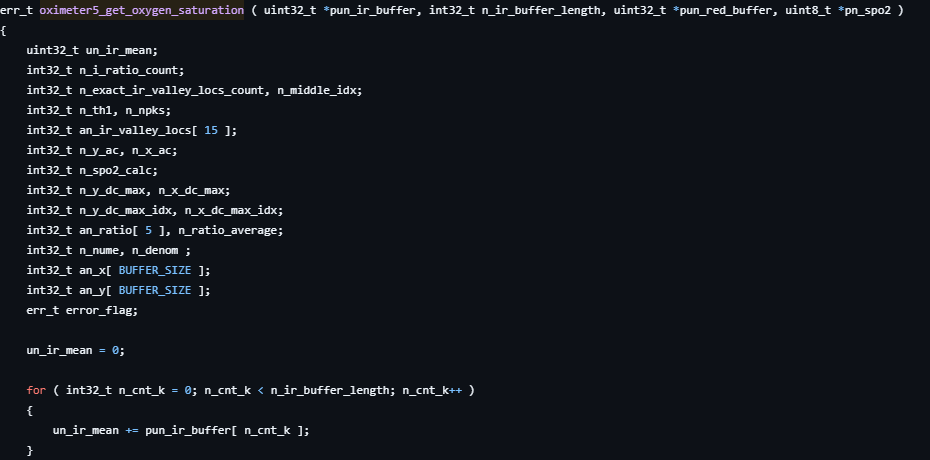 err_t oximeter5_get_oxygen_saturation ( uint32_t *pun_ir_buffer, int32_t n_ir_buffer_length, uint32_t *pun_red_buffer, uint8_t *pn_spo2 )
{
    uint32_t un_ir_mean;
    int32_t n_i_ratio_count;
    int32_t n_exact_ir_valley_locs_count, n_middle_idx;
    int32_t n_th1, n_npks;
    int32_t an_ir_valley_locs[ 15 ];
    int32_t n_y_ac, n_x_ac;
    int32_t n_spo2_calc;
    int32_t n_y_dc_max, n_x_dc_max;
    int32_t n_y_dc_max_idx, n_x_dc_max_idx;
    int32_t an_ratio[ 5 ], n_ratio_average;
    int32_t n_nume, n_denom ;
    int32_t an_x[ BUFFER_SIZE ];
    int32_t an_y[ BUFFER_SIZE ];
    err_t error_flag;

    un_ir_mean = 0;

    for ( int32_t n_cnt_k = 0; n_cnt_k < n_ir_buffer_length; n_cnt_k++ )
    {
        un_ir_mean += pun_ir_buffer[ n_cnt_k ];
    }